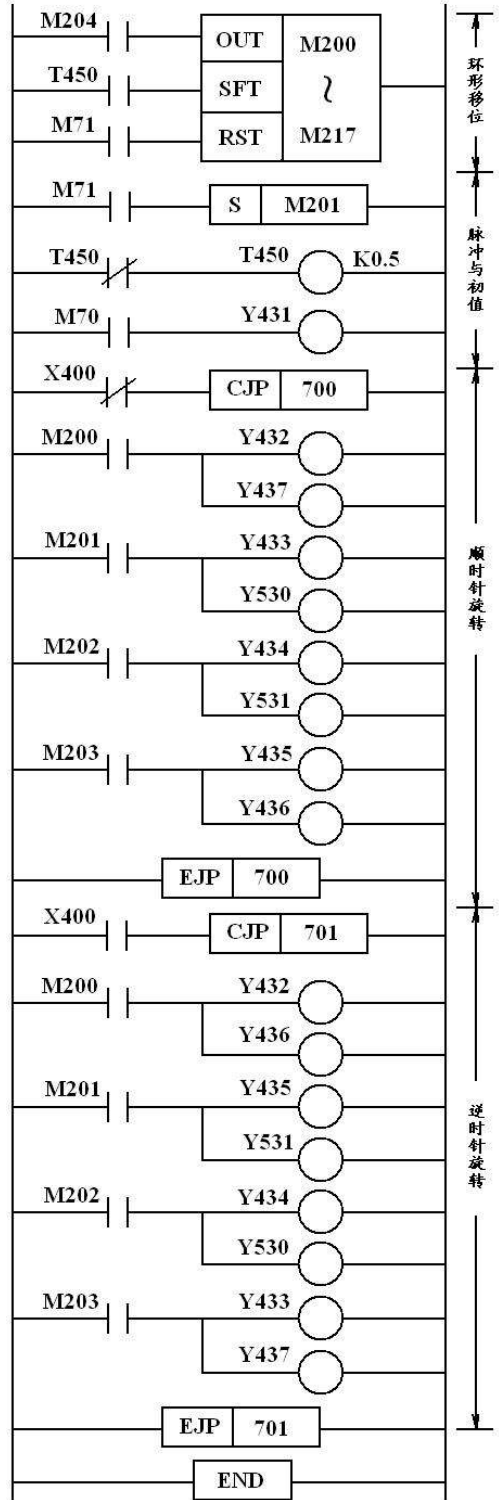 M204
OUT
M200
T450
SFT
~
M71
RST
M217
环形移位
M71
S
M201
T450
T450
K0.5
M70
Y431
脉冲与初值
X400
CJP
700
M200
Y432
Y437
M201
Y433
Y530
M202
Y434
Y531
M203
Y435
Y436
EJP
700
顺时针旋转
X400
CJP
701
M200
Y432
Y436
M201
Y435
Y531
M202
Y434
Y530
M203
Y433
Y437
EJP
701
逆时针旋转
END